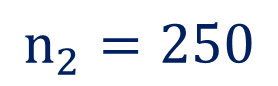 n₂ = 250